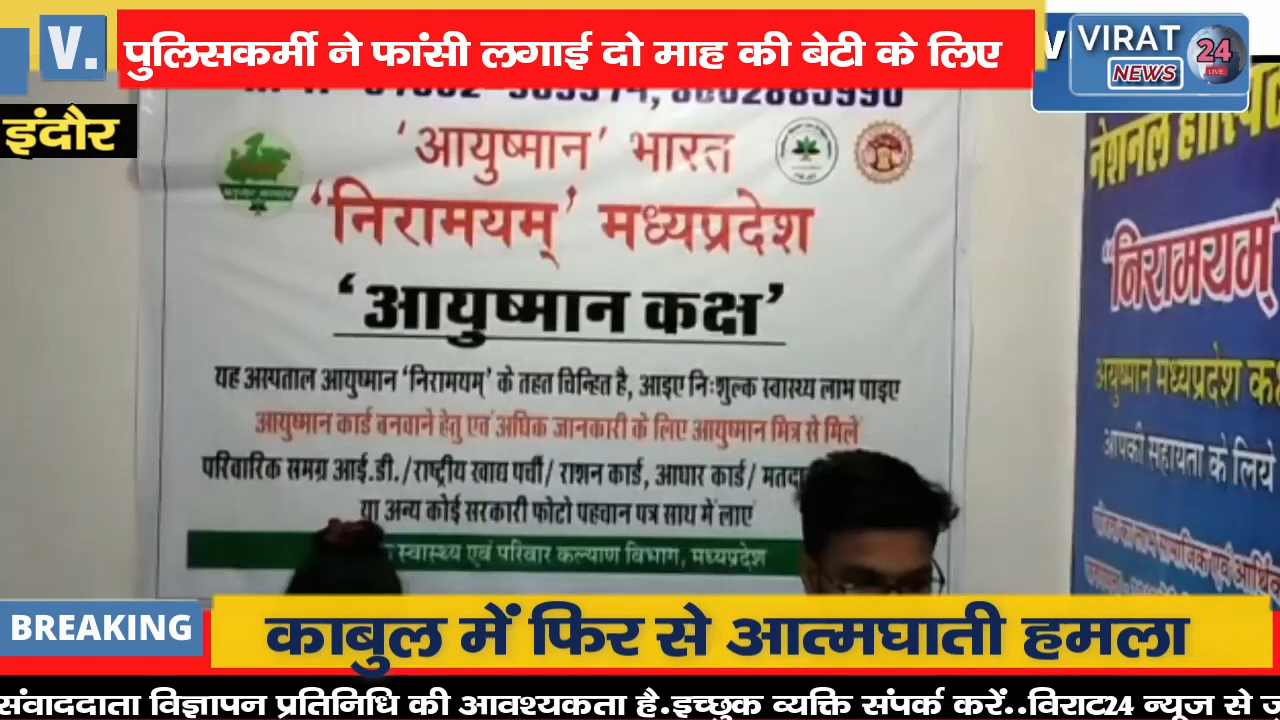 V. पुलिसकर्मी ने फांसी लगाई दो माह की बेटी के लिए
VIRAT 24
NEWS LIVE
इंदौर
‘आयुष्मान’ भारत
‘निरामयम्’ मध्यप्रदेश
‘आयुष्मान कक्ष’
यह अस्पताल आयुष्मान ‘निरामयम्’ के तहत चिन्हित है, आइए निःशुल्क स्वास्थ्य लाभ पाइए
आयुष्मान कार्ड बनवाने हेतु एवं अधिक जानकारी के लिए आयुष्मान मित्र से मिलें
परिवारिक समग्र आई.डी./राष्ट्रीय खाद्य पर्ची/ राशन कार्ड, आधार कार्ड/
या अन्य कोई सरकारी फोटो पहचान पत्र साथ में लाए
स्वास्थ्य एवं परिवार कल्याण विभाग, मध्यप्रदेश
नेशनल
“निरामयम्
आयुष्मान मध्यप्रदेश
आपकी सहायता के लिये
BREAKING काबुल में फिर से आत्मघाती हमला
संवाददाता विज्ञापन प्रतिनिधि की आवश्यकता है.इच्छुक व्यक्ति संपर्क करें..विराट24 न्यूज से